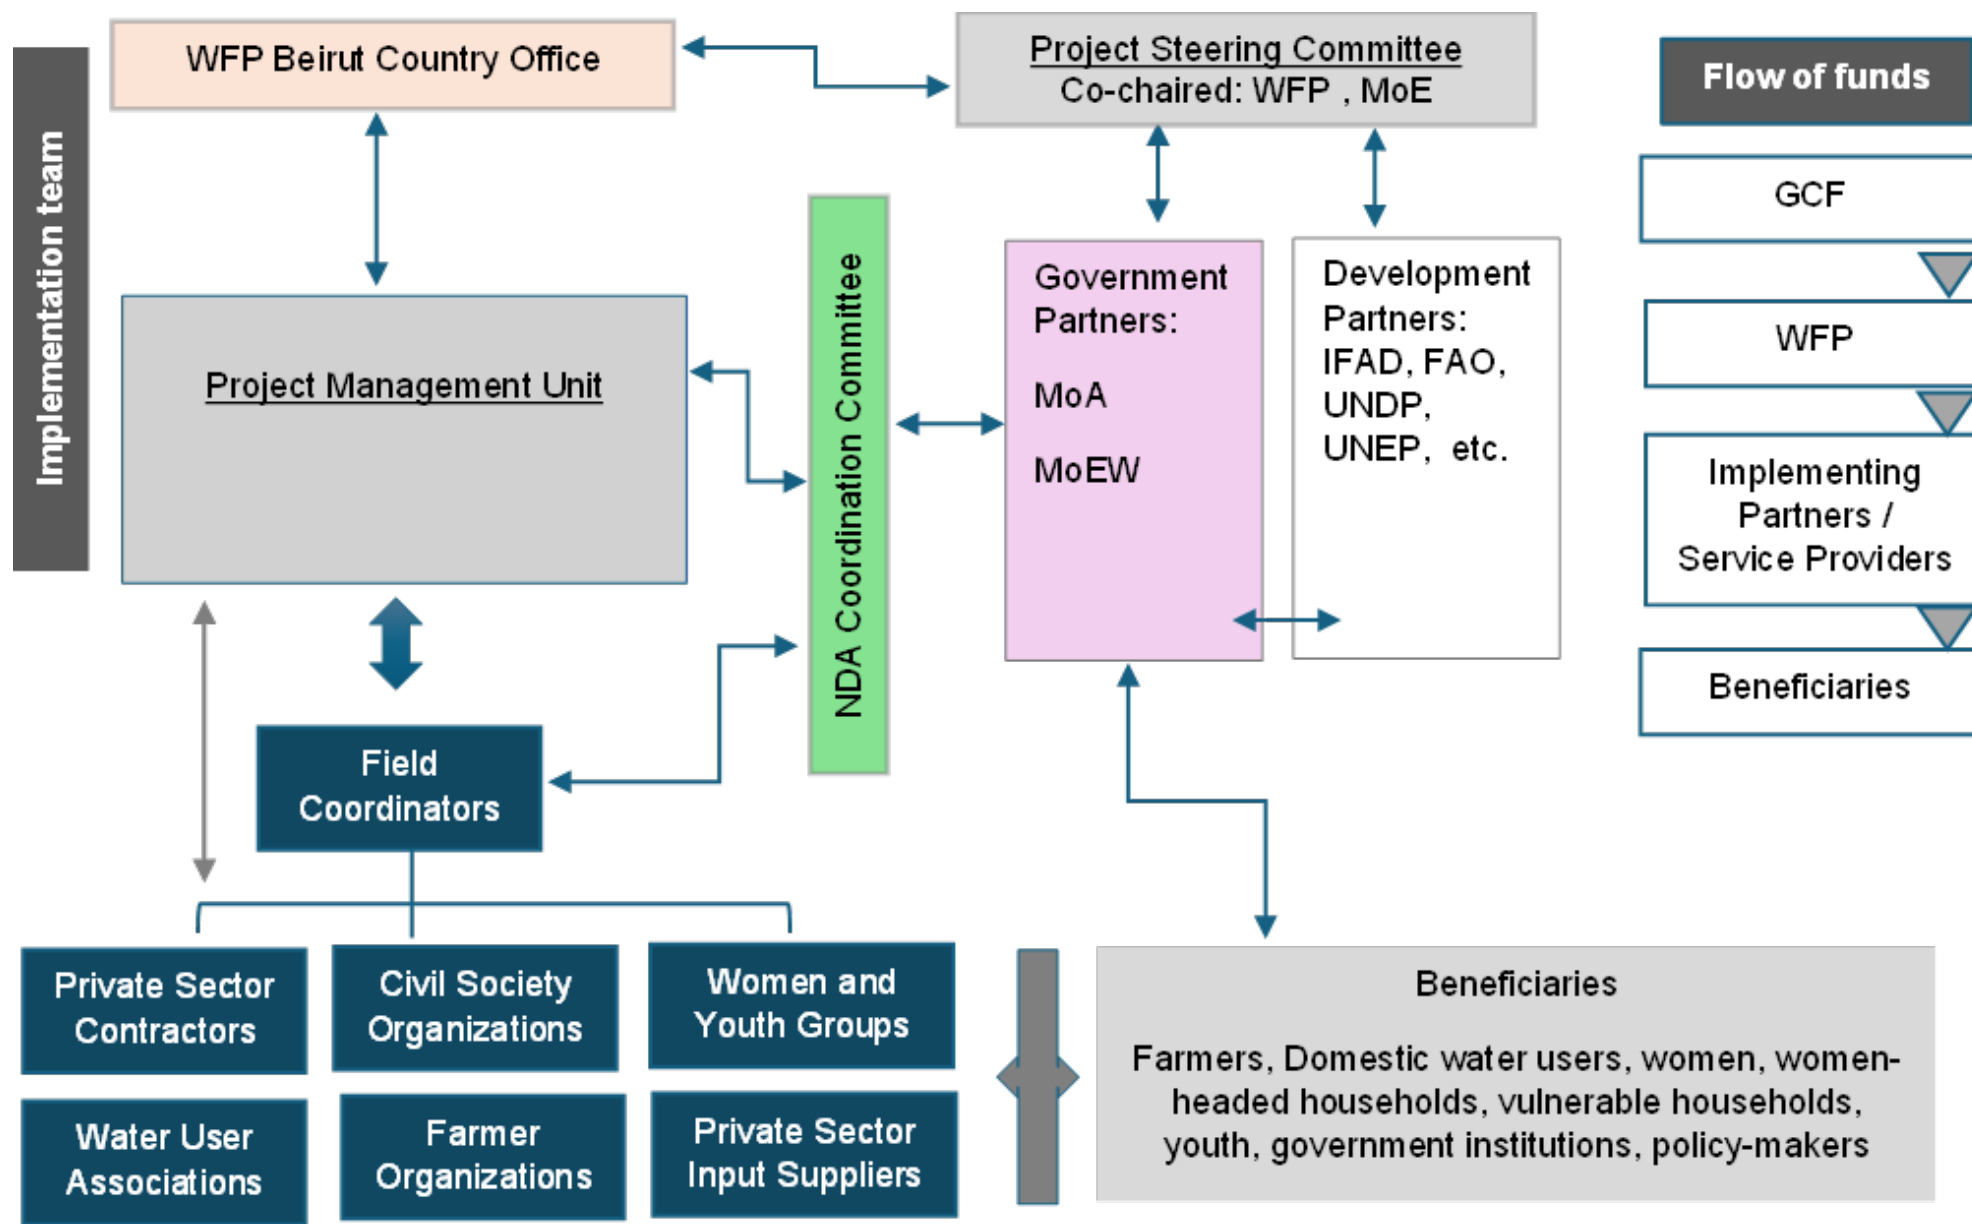 Implementation team
WFP Beirut Country Office
Project Steering Committee
Co-chaired: WFP , MoE
Flow of funds
GCF
WFP
Implementing
Partners /
Service Providers
Beneficiaries
Project Management Unit
NDA Coordination Committee
Government
Partners:
MoA
MoEW
Development
Partners:
IFAD, FAO,
UNDP,
UNEP, etc.
Field
Coordinators
Private Sector
Contractors
Civil Society
Organizations
Women and
Youth Groups
Water User
Associations
Farmer
Organizations
Private Sector
Input Suppliers
Beneficiaries
Farmers, Domestic water users, women, women-
headed households, vulnerable households,
youth, government institutions, policy-makers